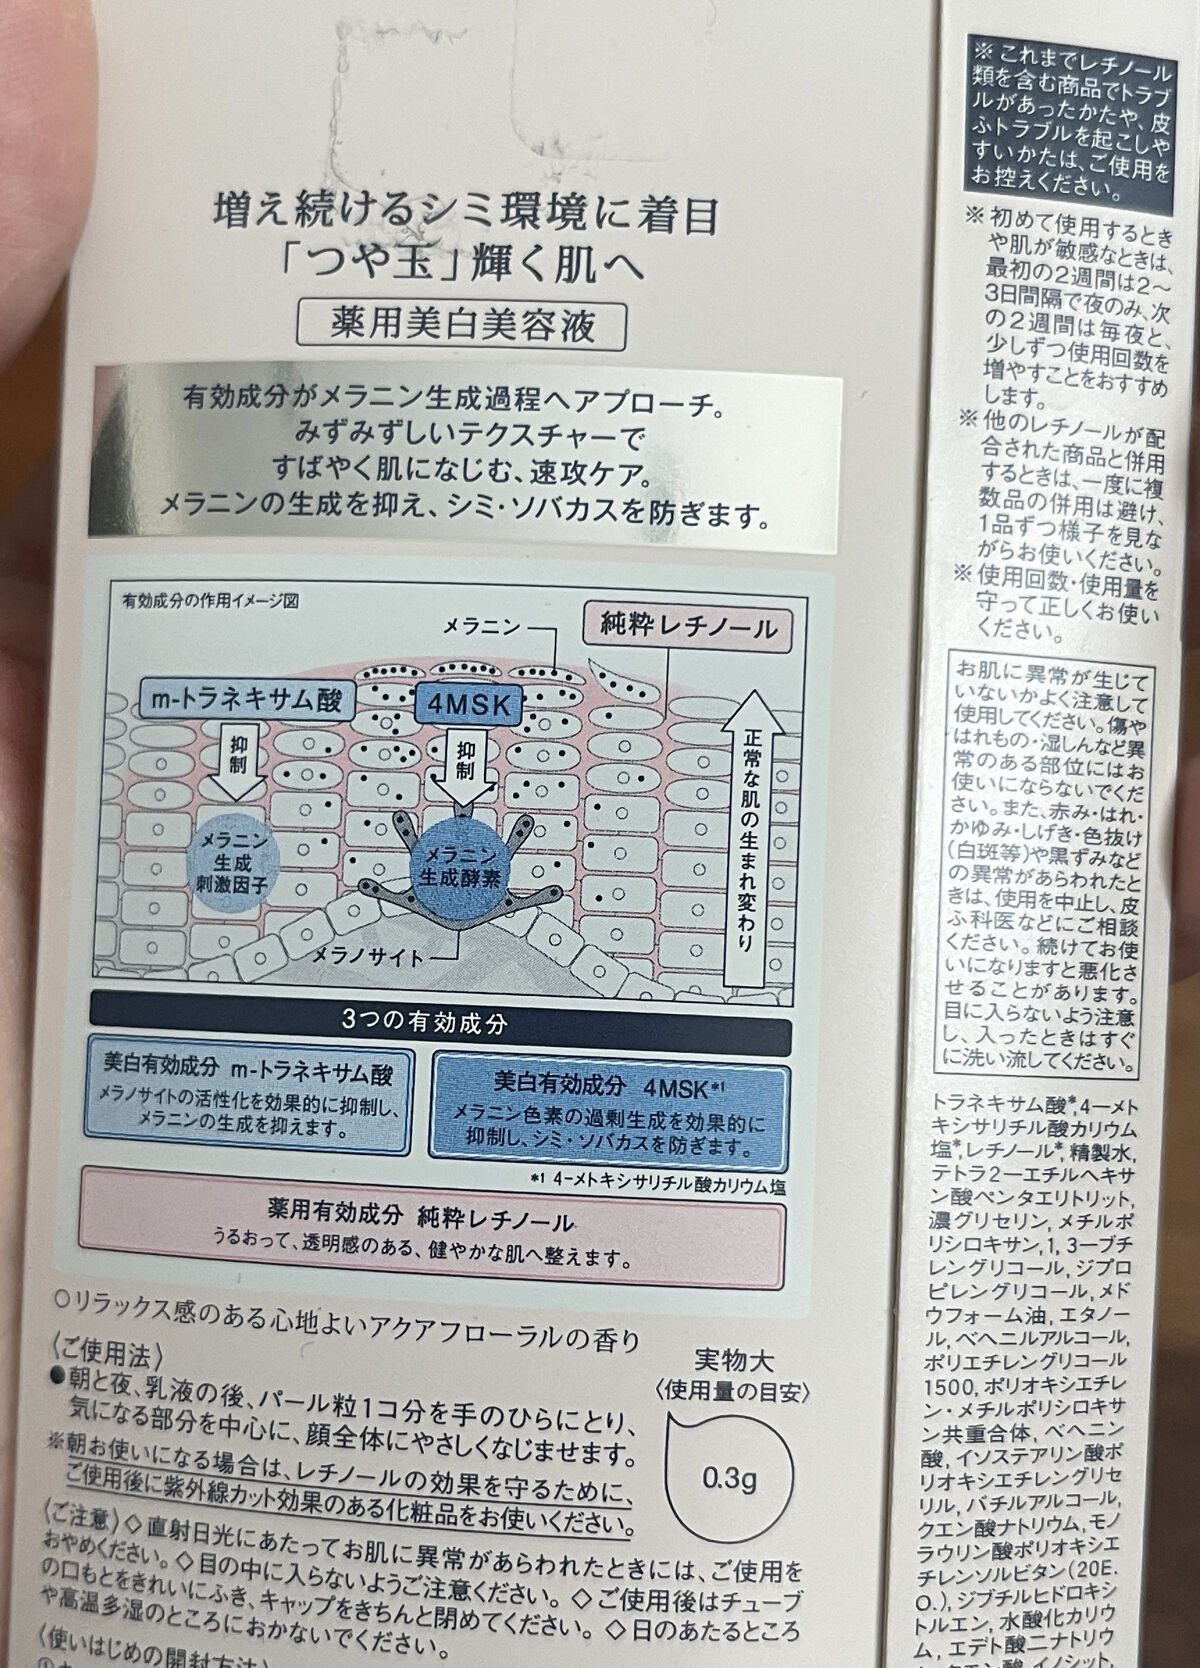 増え続けるシミ環境に着目
「つや玉」輝く肌へ
薬用美白美容液
有効成分がメラニン生成過程へアプローチ。
みずみずしいテクスチャーで
すばやく肌になじむ、速攻ケア。
メラニンの生成を抑え、シミ・ソバカスを防ぎます。
有効成分の作用イメージ図
メラニン
純粋レチノール
m-トラネキサム酸
4MSK
抑制
抑制
正常な肌の生まれ変わり
メラニン
生成
刺激因子
メラニン
生成酵素
メラノサイト
3つの有効成分
美白有効成分 m-トラネキサム酸
メラノサイトの活性化を効果的に抑制し、
メラニンの生成を抑えます。
美白有効成分 4MSK*1
メラニン色素の過剰生成を効果的に
抑制し、シミ・ソバカスを防ぎます。
*1 4-メトキシサリチル酸カリウム塩
薬用有効成分 純粋レチノール
うるおって、透明感のある、健やかな肌へ整えます。
○リラックス感のある心地よいアクアフローラルの香り
〈ご使用法〉
●朝と夜、乳液の後、パール粒1コ分を手のひらにとり、
気になる部分を中心に、顔全体にやさしくなじませます。
※朝お使いになる場合は、レチノールの効果を守るために、
ご使用後に紫外線カット効果のある化粧品をお使いください。
実物大
〈使用量の目安〉
0.3g
〈ご注意〉◇直射日光にあたってお肌に異常があらわれたときには、ご使用を
おやめください。◇目の中に入らないようご注意ください。◇ご使用後はチューブ
の口もとをきれいにふき、キャップをきちんと閉めてください。◇日のあたるところ
や高温多湿のところにおかないでください。
〈使いはじめの開封方法〉
※これまでレチノール
類を含む商品でトラブ
ルがあったかたや、皮
ふトラブルを起こしや
すいかたは、ご使用を
お控えください。
※初めて使用するとき
や肌が敏感なときは、
最初の2週間は2～
3日間隔で夜のみ、次
の2週間は毎夜と、
少しずつ使用回数を
増やすことをおすすめ
します。
※他のレチノールが配
合された商品と併用
するときは、一度に複
数品の併用は避け、
1品ずつ様子を見な
がらお使いください。
※使用回数・使用量を
守って正しくお使い
ください。
お肌に異常が生じて
いないかよく注意して
使用してください。傷や
はれもの・湿しんなど異
常のある部位にはお
使いにならないでくだ
さい。また、赤み・はれ・
かゆみ・しげき・色抜け
(白斑等)や黒ずみなど
の異常があらわれたと
きは、使用を中止し、皮
ふ科医などにご相談
ください。続けてお使
いになりますと悪化さ
せることがあります。
目に入らないよう注意
し、入ったときはすぐ
に洗い流してください。
トラネキサム酸*,4-メト
キシサリチル酸カリウム
塩*,レチノール*,精製水,
テトラ2-エチルヘキサ
ン酸ペンタエリトリット,
濃グリセリン,メチルポ
リシロキサン,1,3-ブチ
レングリコール,ジプロ
ピレングリコール,メド
ウフォーム油,エタノー
ル,ベヘニルアルコール,
ポリエチレングリコール
1500,ポリオキシエチレ
ン・メチルポリシロキサ
ン共重合体,ベヘニン
酸,イソステアリン酸ポ
リオキシエチレングリセ
リル,バチルアルコール,
クエン酸ナトリウム,モノ
ラウリン酸ポリオキシエ
チレンソルビタン(20E.
O.),ジブチルヒドロキシ
トルエン,水酸化カリウ
ム,エデト酸二ナトリウ
クエン酸,イノシット,